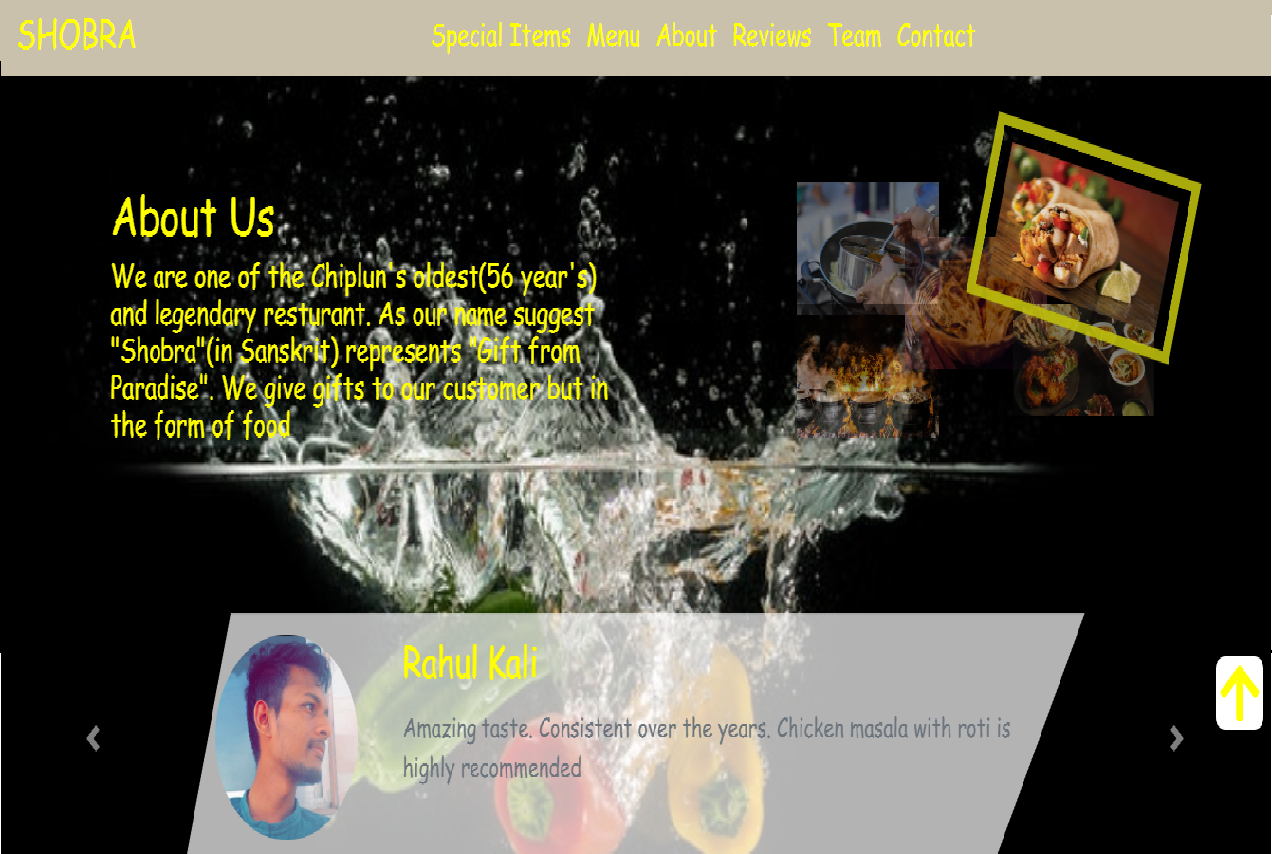 SHOBRA
Special Items Menu About Reviews Team Contact
About Us
We are one of the Chiplun's oldest(56 year's)
and legendary resturant. As our name suggest
"Shobra"(in Sanskrit) represents "Gift from
Paradise". We give gifts to our customer but in
the form of food
Rahul Kali
Amazing taste. Consistent over the years. Chicken masala with roti is
highly recommended